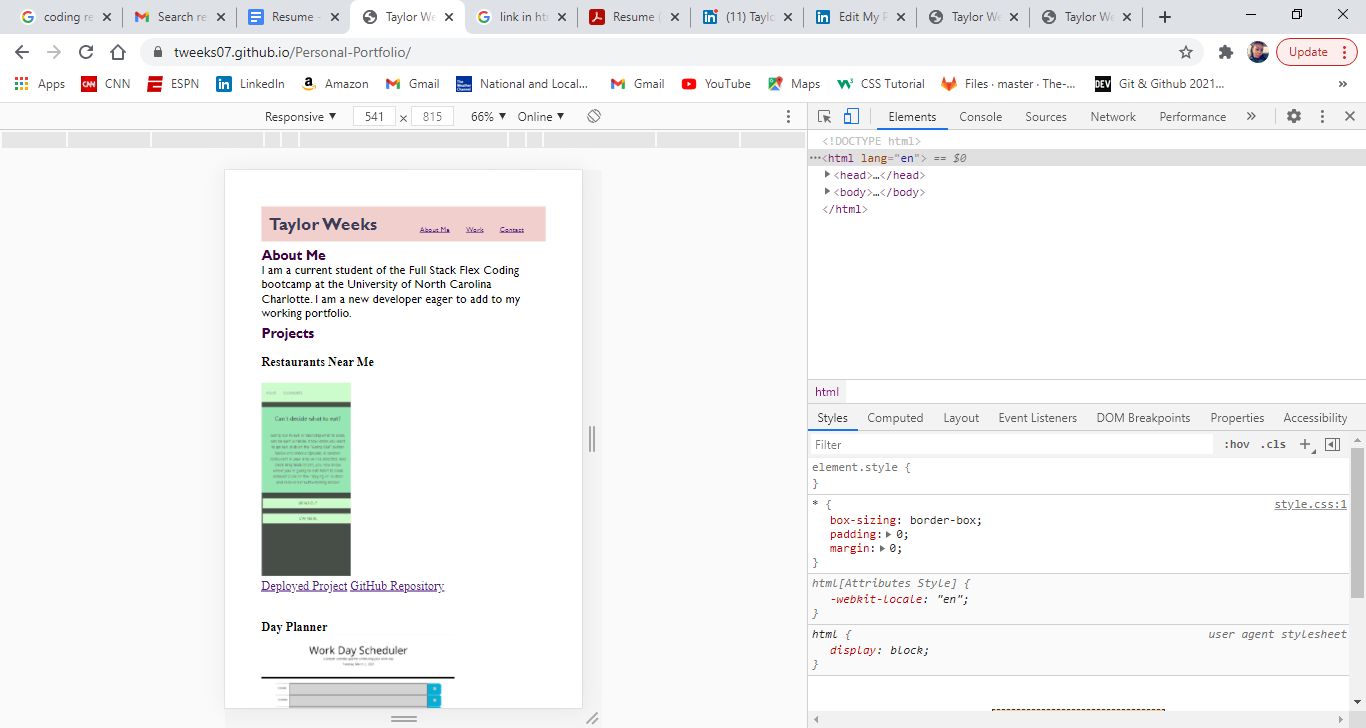 coding re
Search re
Resume -
Taylor We
link in ht
Resume (
(11) Taylo
Edit My P
Taylor We
Taylor We
tweeks07.github.io/Personal-Portfolio/
Update
Apps
CNN
ESPN
LinkedIn
Amazon
Gmail
National and Local...
Gmail
YouTube
Maps
CSS Tutorial
Files · master · The-...
Git & Github 2021...
»
Responsive ▼ 541 × 815 66% ▼ Online ▼
Elements Console Sources Network Performance »
<!DOCTYPE html>
···<html lang="en"> == $0
▶<head>…</head>
▶<body>…</body>
</html>
html
Styles Computed Layout Event Listeners DOM Breakpoints Properties Accessibility
Filter :hov .cls +
element.style {
}
* { style.css:1
box-sizing: border-box;
padding:▶ 0;
margin:▶ 0;
}
html[Attributes Style] {
-webkit-locale: "en";
}
html { user agent stylesheet
display: block;
}
Taylor Weeks About Me Work Contact
About Me
I am a current student of the Full Stack Flex Coding
bootcamp at the University of North Carolina
Charlotte. I am a new developer eager to add to my
working portfolio.
Projects
Restaurants Near Me
Can't decide what to eat?
Deployed Project GitHub Repository
Day Planner
Work Day Scheduler